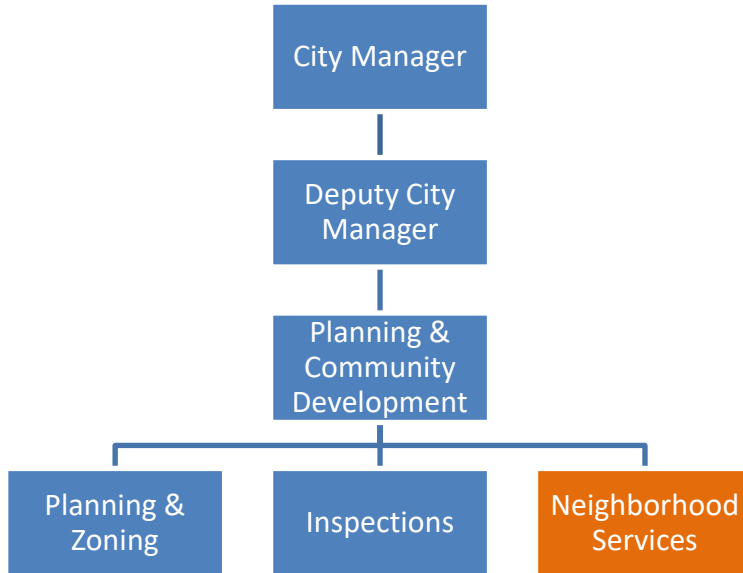 City Manager
Deputy City
Manager
Planning &
Community
Development
Planning &
Zoning
Inspections
Neighborhood
Services